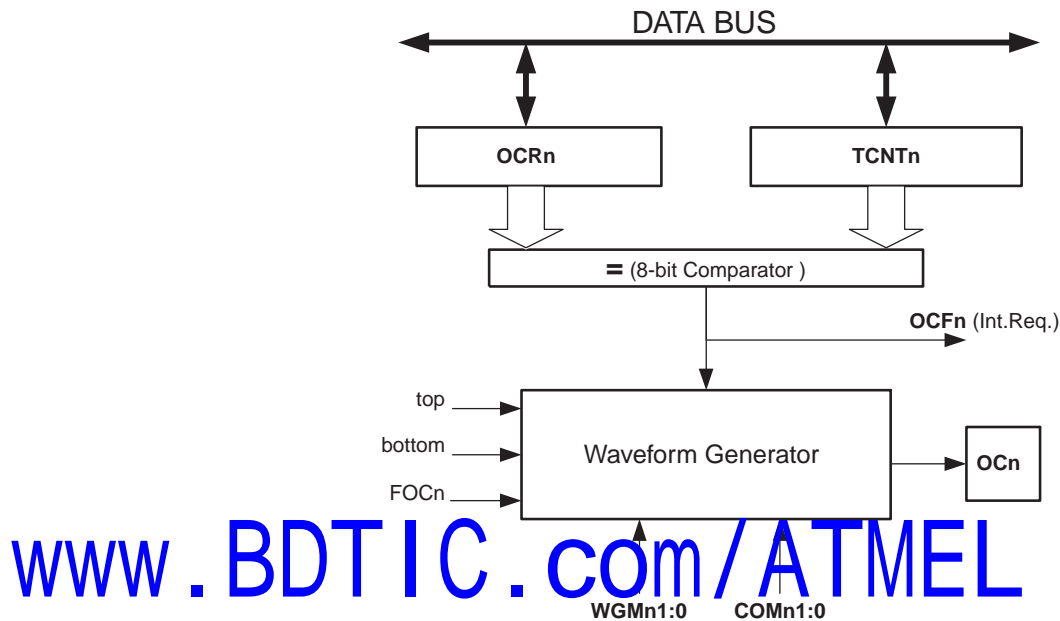 DATA BUS
OCRn
TCNTn
= (8-bit Comparator )
OCFn (Int.Req.)
top
bottom
FOCn
Waveform Generator
OCn
www.BDTIC.com/ATMEL
WGMn1:0
COMn1:0